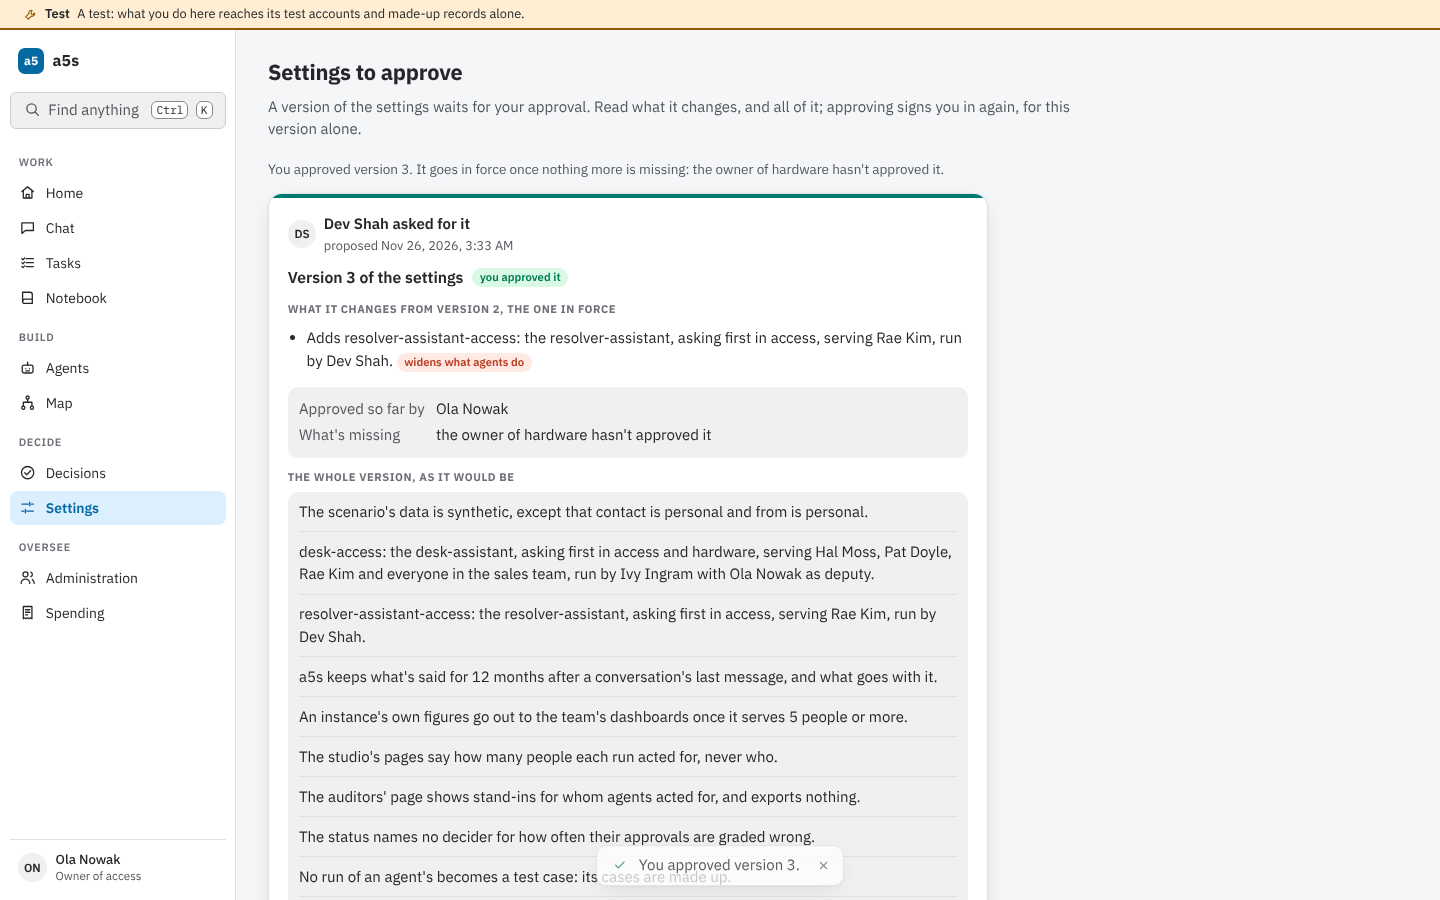 Test A test: what you do here reaches its test accounts and made-up records alone.
a5 a5s
Find anything Ctrl K
WORK
Home
Chat
Tasks
Notebook
BUILD
Agents
Map
DECIDE
Decisions
Settings
OVERSEE
Administration
Spending
ON Ola Nowak
Owner of access
Settings to approve
A version of the settings waits for your approval. Read what it changes, and all of it; approving signs you in again, for this
version alone.
You approved version 3. It goes in force once nothing more is missing: the owner of hardware hasn't approved it.
DS Dev Shah asked for it
proposed Nov 26, 2026, 3:33 AM
Version 3 of the settings you approved it
WHAT IT CHANGES FROM VERSION 2, THE ONE IN FORCE
Adds resolver-assistant-access: the resolver-assistant, asking first in access, serving Rae Kim, run
by Dev Shah. widens what agents do
Approved so far by Ola Nowak
What's missing the owner of hardware hasn't approved it
THE WHOLE VERSION, AS IT WOULD BE
The scenario's data is synthetic, except that contact is personal and from is personal.
desk-access: the desk-assistant, asking first in access and hardware, serving Hal Moss, Pat Doyle,
Rae Kim and everyone in the sales team, run by Ivy Ingram with Ola Nowak as deputy.
resolver-assistant-access: the resolver-assistant, asking first in access, serving Rae Kim, run by
Dev Shah.
a5s keeps what's said for 12 months after a conversation's last message, and what goes with it.
An instance's own figures go out to the team's dashboards once it serves 5 people or more.
The studio's pages say how many people each run acted for, never who.
The auditors' page shows stand-ins for whom agents acted for, and exports nothing.
The status names no decider for how often their approvals are graded wrong.
No run of an agent's becomes a test case: its cases are made up.
You approved version 3.